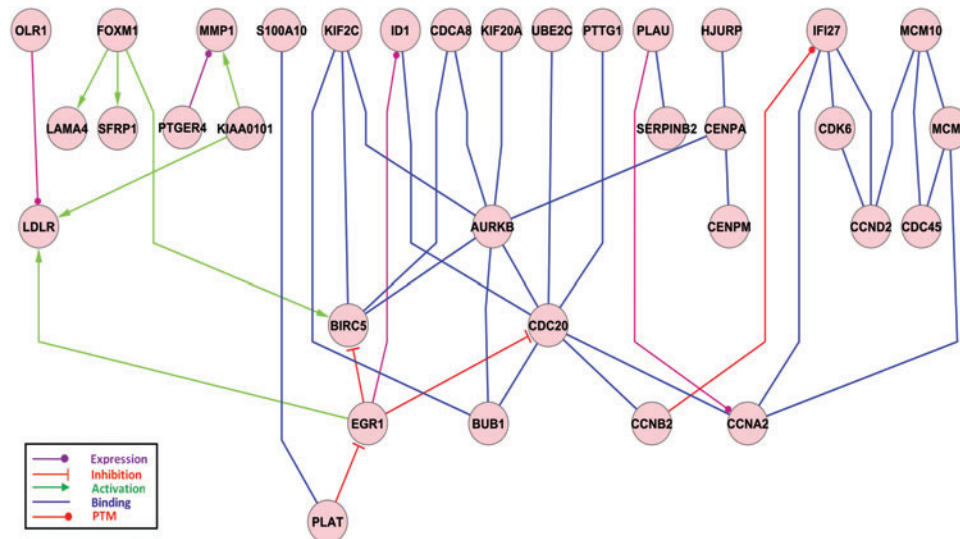 OLR1 FOXM1 MMP1 S100A10 KIF2C ID1 CDCA8 KIF20A UBE2C PTTG1 PLAU HJURP IFI27 MCM10
LAMA4 SFRP1 PTGER4 KIAA0101 SERPINB2 CENPA CDK6 MCM
LDLR AURKB CENPM CCND2 CDC45
BIRC5 CDC20
EGR1 BUB1 CCNB2 CCNA2
Expression
Inhibition
Activation
Binding
PTM
PLAT